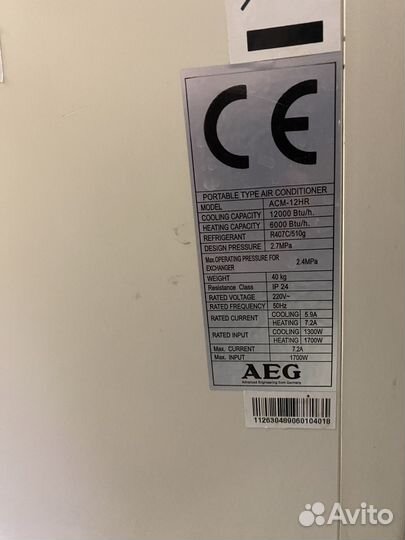 CE
PORTABLE TYPE AIR CONDITIONER
MODEL ACM-12HR
COOLING CAPACITY 12000 Btu/h.
HEATING CAPACITY 6000 Btu/h.
REFRIGERANT R407C/510g
DESIGN PRESSURE 2.7MPa
Max.OPERATING PRESSURE FOR EXCHANGER 2.4MPa
WEIGHT 40 kg
Resistance Class IP 24
RATED VOLTAGE 220V~
RATED FREQUENCY 50Hz
RATED CURRENT COOLING 5.9A
HEATING 7.2A
RATED INPUT COOLING 1300W
HEATING 1700W
Max. CURRENT 7.2A
Max. INPUT 1700W
AEG
Advanced Engineering from Germany
112630489060104018
Avito